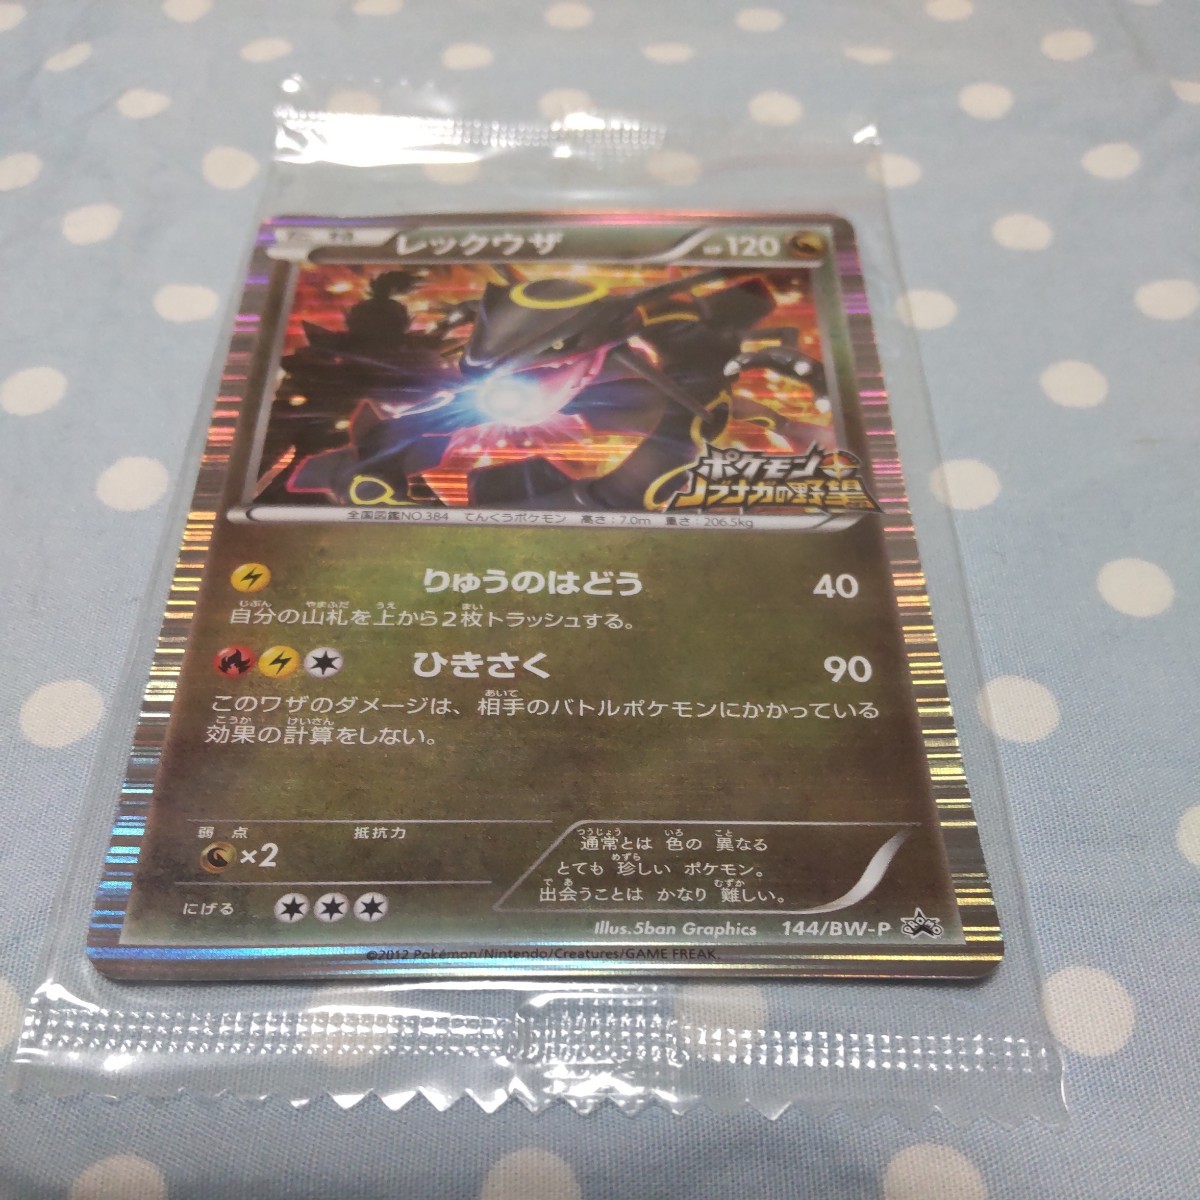 たね レックウザ HP120
ポケモン＋
ノブナガの野望
全国図鑑NO.384 てんくうポケモン 高さ：7.0m 重さ：206.5kg
りゅうのはどう 40
自分の山札を上から2枚トラッシュする。
ひきさく 90
このワザのダメージは、相手のバトルポケモンにかかっている
効果の計算をしない。
弱点 抵抗力
×2
にげる
通常とは 色の 異なる
とても 珍しい ポケモン。
出会うことは かなり 難しい。
Illus.5ban Graphics 144/BW-P PROMO
©2012 Pokémon/Nintendo/Creatures/GAME FREAK.